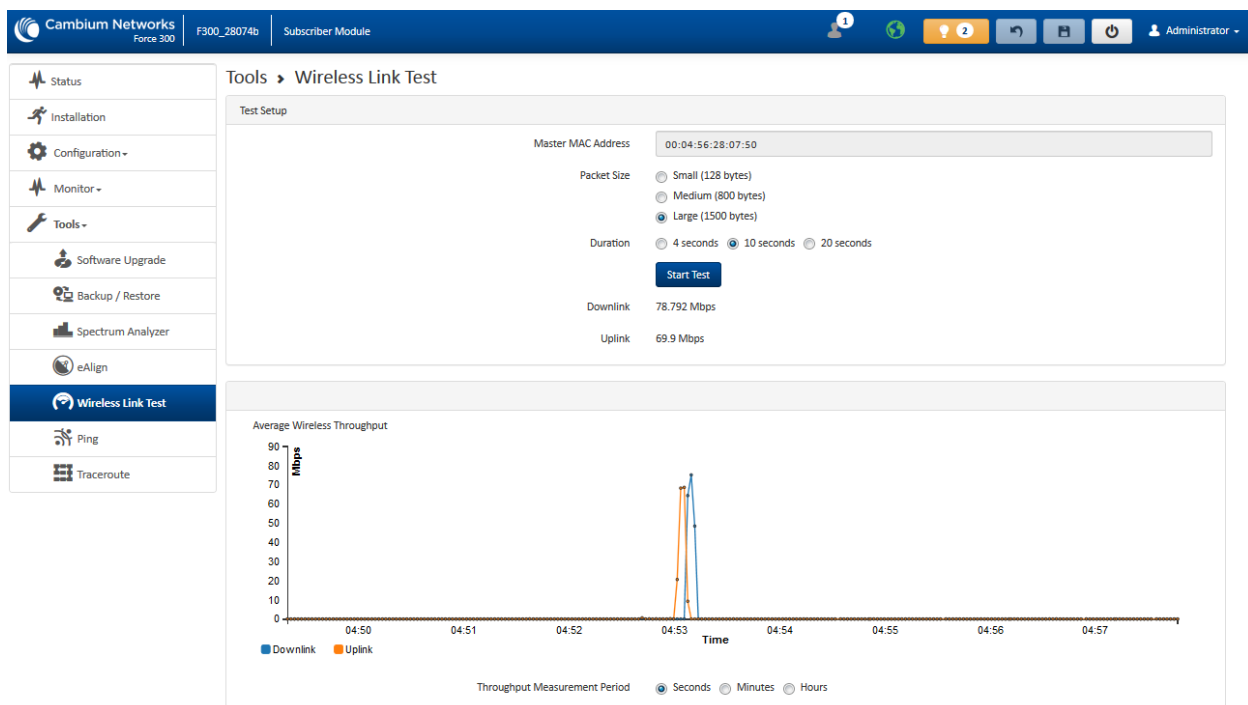 Cambium Networks
Force 300
F300_28074b
Subscriber Module
1
2
Administrator
Status
Installation
Configuration
Monitor
Tools
Software Upgrade
Backup / Restore
Spectrum Analyzer
eAlign
Wireless Link Test
Ping
Traceroute
Tools > Wireless Link Test
Test Setup
Master MAC Address 00:04:56:28:07:50
Packet Size Small (128 bytes)
Medium (800 bytes)
Large (1500 bytes)
Duration 4 seconds 10 seconds 20 seconds
Start Test
Downlink 78.792 Mbps
Uplink 69.9 Mbps
Average Wireless Throughput
Mbps
90
80
70
60
50
40
30
20
10
0
04:50 04:51 04:52 04:53 04:54 04:55 04:56 04:57
Time
Downlink Uplink
Throughput Measurement Period Seconds Minutes Hours